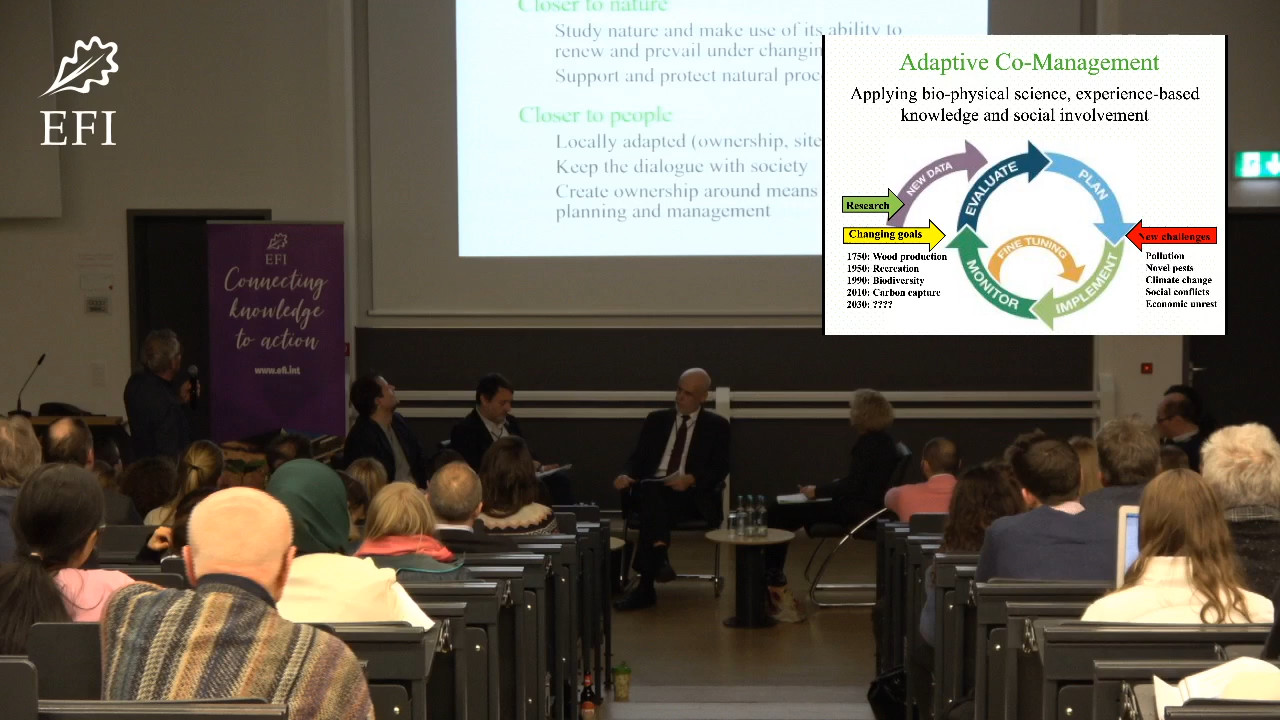 EFI
Closer to nature
Study nature and make use of its ability to
renew and prevail under changin
Support and protect natural proc
Closer to people
Locally adapted (ownership, site
Keep the dialogue with society
Create ownership around means
planning and management
Adaptive Co-Management
Applying bio-physical science, experience-based
knowledge and social involvement
NEW DATA
EVALUATE
PLAN
Research
Changing goals
New challenges
FINE TUNING
MONITOR
IMPLEMENT
1750: Wood production
1950: Recreation
1990: Biodiversity
2010: Carbon capture
2030: ????
Pollution
Novel pests
Climate change
Social conflicts
Economic unrest
EFI
Connecting
knowledge
to action
www.efi.int